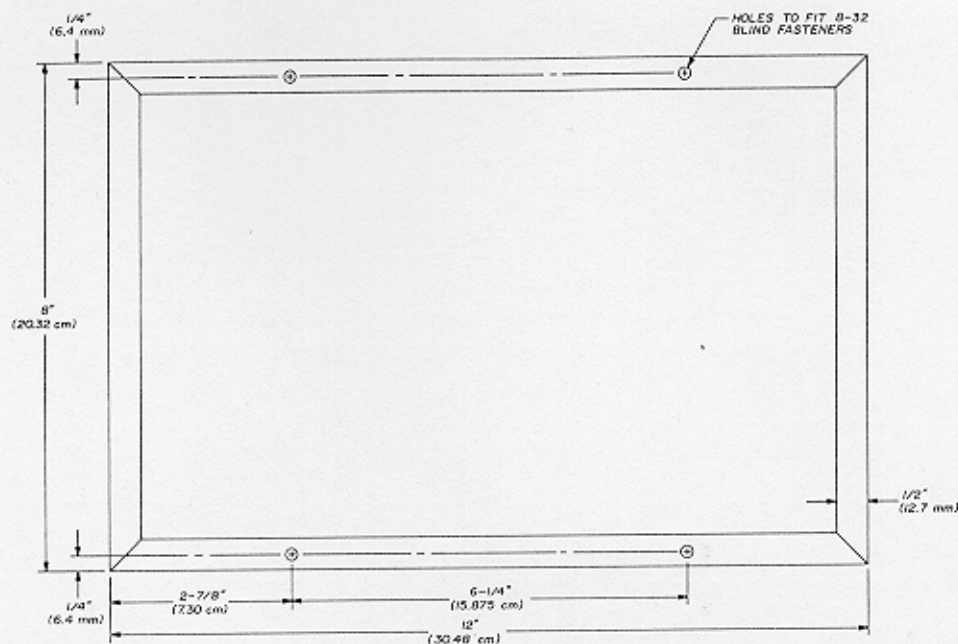 1/4"
(6.4 mm)
HOLES TO FIT 8-32
BLIND FASTENERS
8"
(20.32 cm)
1/2"
(12.7 mm)
1/4"
(6.4 mm)
2-7/8"
(7.30 cm)
6-1/4"
(15.875 cm)
12"
(30.48 cm)